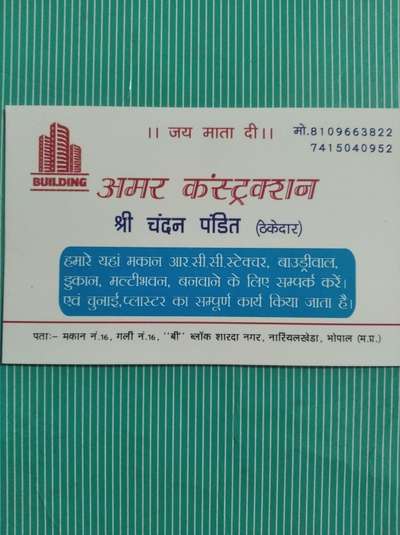 ।। जय माता दी।।
मो.8109663822
7415040952
BUILDING
अमर कंस्ट्रक्शन
श्री चंदन पंडित (ठेकेदार)
हमारे यहां मकान आर.सी.सी.स्टेक्चर, बाउड्रीवाल,
दुकान, मल्टीभवन, बनवाने के लिए सम्पर्क करें।
एवं चुनाई,प्लास्टर का सम्पूर्ण कार्य किया जाता है।
पताः- मकान नं.16, गली नं.16, ''बी'' ब्लॉक शारदा नगर, नारियलखेडा, भोपाल (म.प्र.)